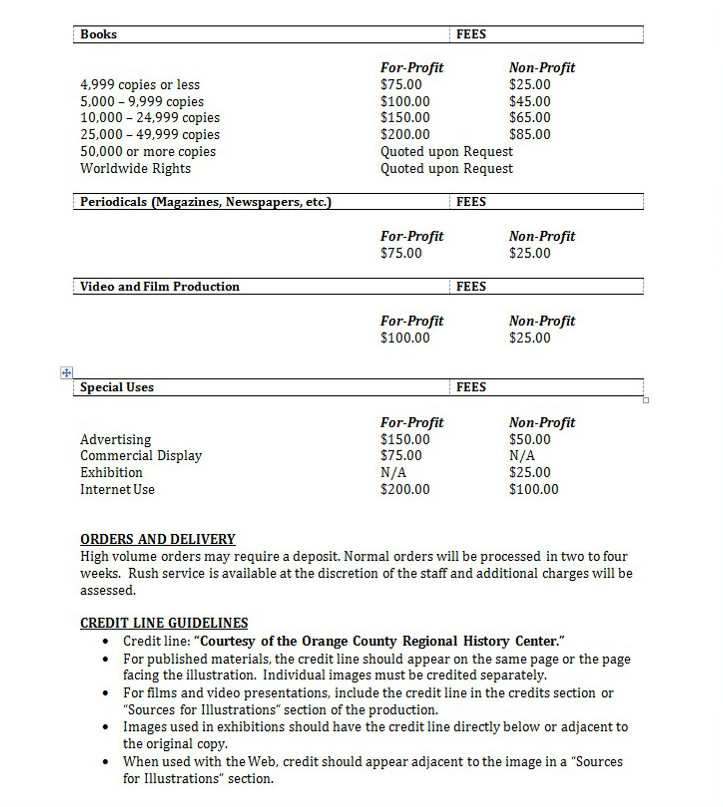 Books FEES
For-Profit Non-Profit
4,999 copies or less $75.00 $25.00
5,000 – 9,999 copies $100.00 $45.00
10,000 – 24,999 copies $150.00 $65.00
25,000 – 49,999 copies $200.00 $85.00
50,000 or more copies Quoted upon Request
Worldwide Rights Quoted upon Request
Periodicals (Magazines, Newspapers, etc.) FEES
For-Profit Non-Profit
$75.00 $25.00
Video and Film Production FEES
For-Profit Non-Profit
$100.00 $25.00
Special Uses FEES
For-Profit Non-Profit
Advertising $150.00 $50.00
Commercial Display $75.00 N/A
Exhibition N/A $25.00
Internet Use $200.00 $100.00
ORDERS AND DELIVERY
High volume orders may require a deposit. Normal orders will be processed in two to four
weeks. Rush service is available at the discretion of the staff and additional charges will be
assessed.
CREDIT LINE GUIDELINES
• Credit line: “Courtesy of the Orange County Regional History Center.”
• For published materials, the credit line should appear on the same page or the page
facing the illustration. Individual images must be credited separately.
• For films and video presentations, include the credit line in the credits section or
“Sources for Illustrations” section of the production.
• Images used in exhibitions should have the credit line directly below or adjacent to
the original copy.
• When used with the Web, credit should appear adjacent to the image in a “Sources
for Illustrations” section.